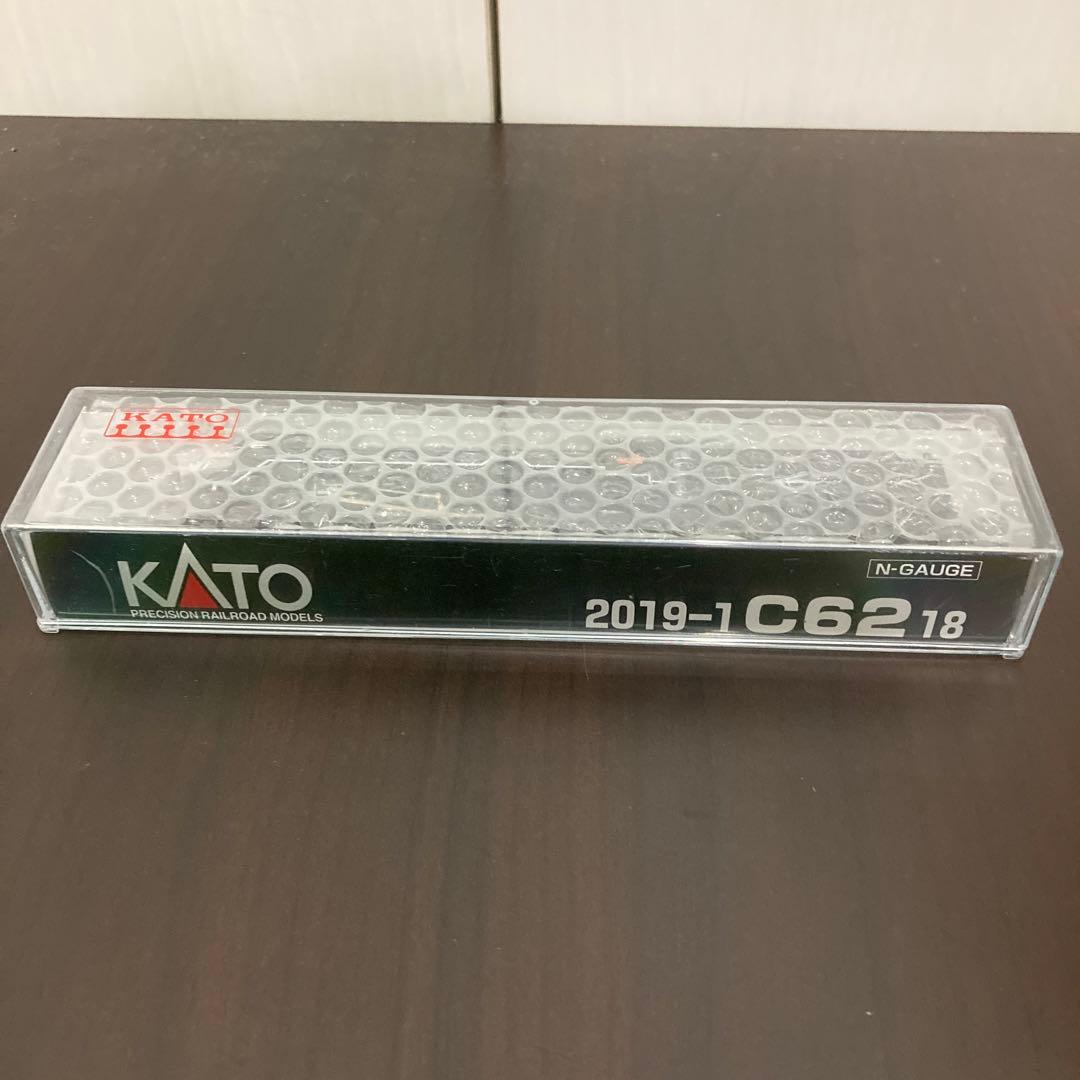 KATO
N-GAUGE
KATO
PRECISION RAILROAD MODELS
2019-1 C62 18